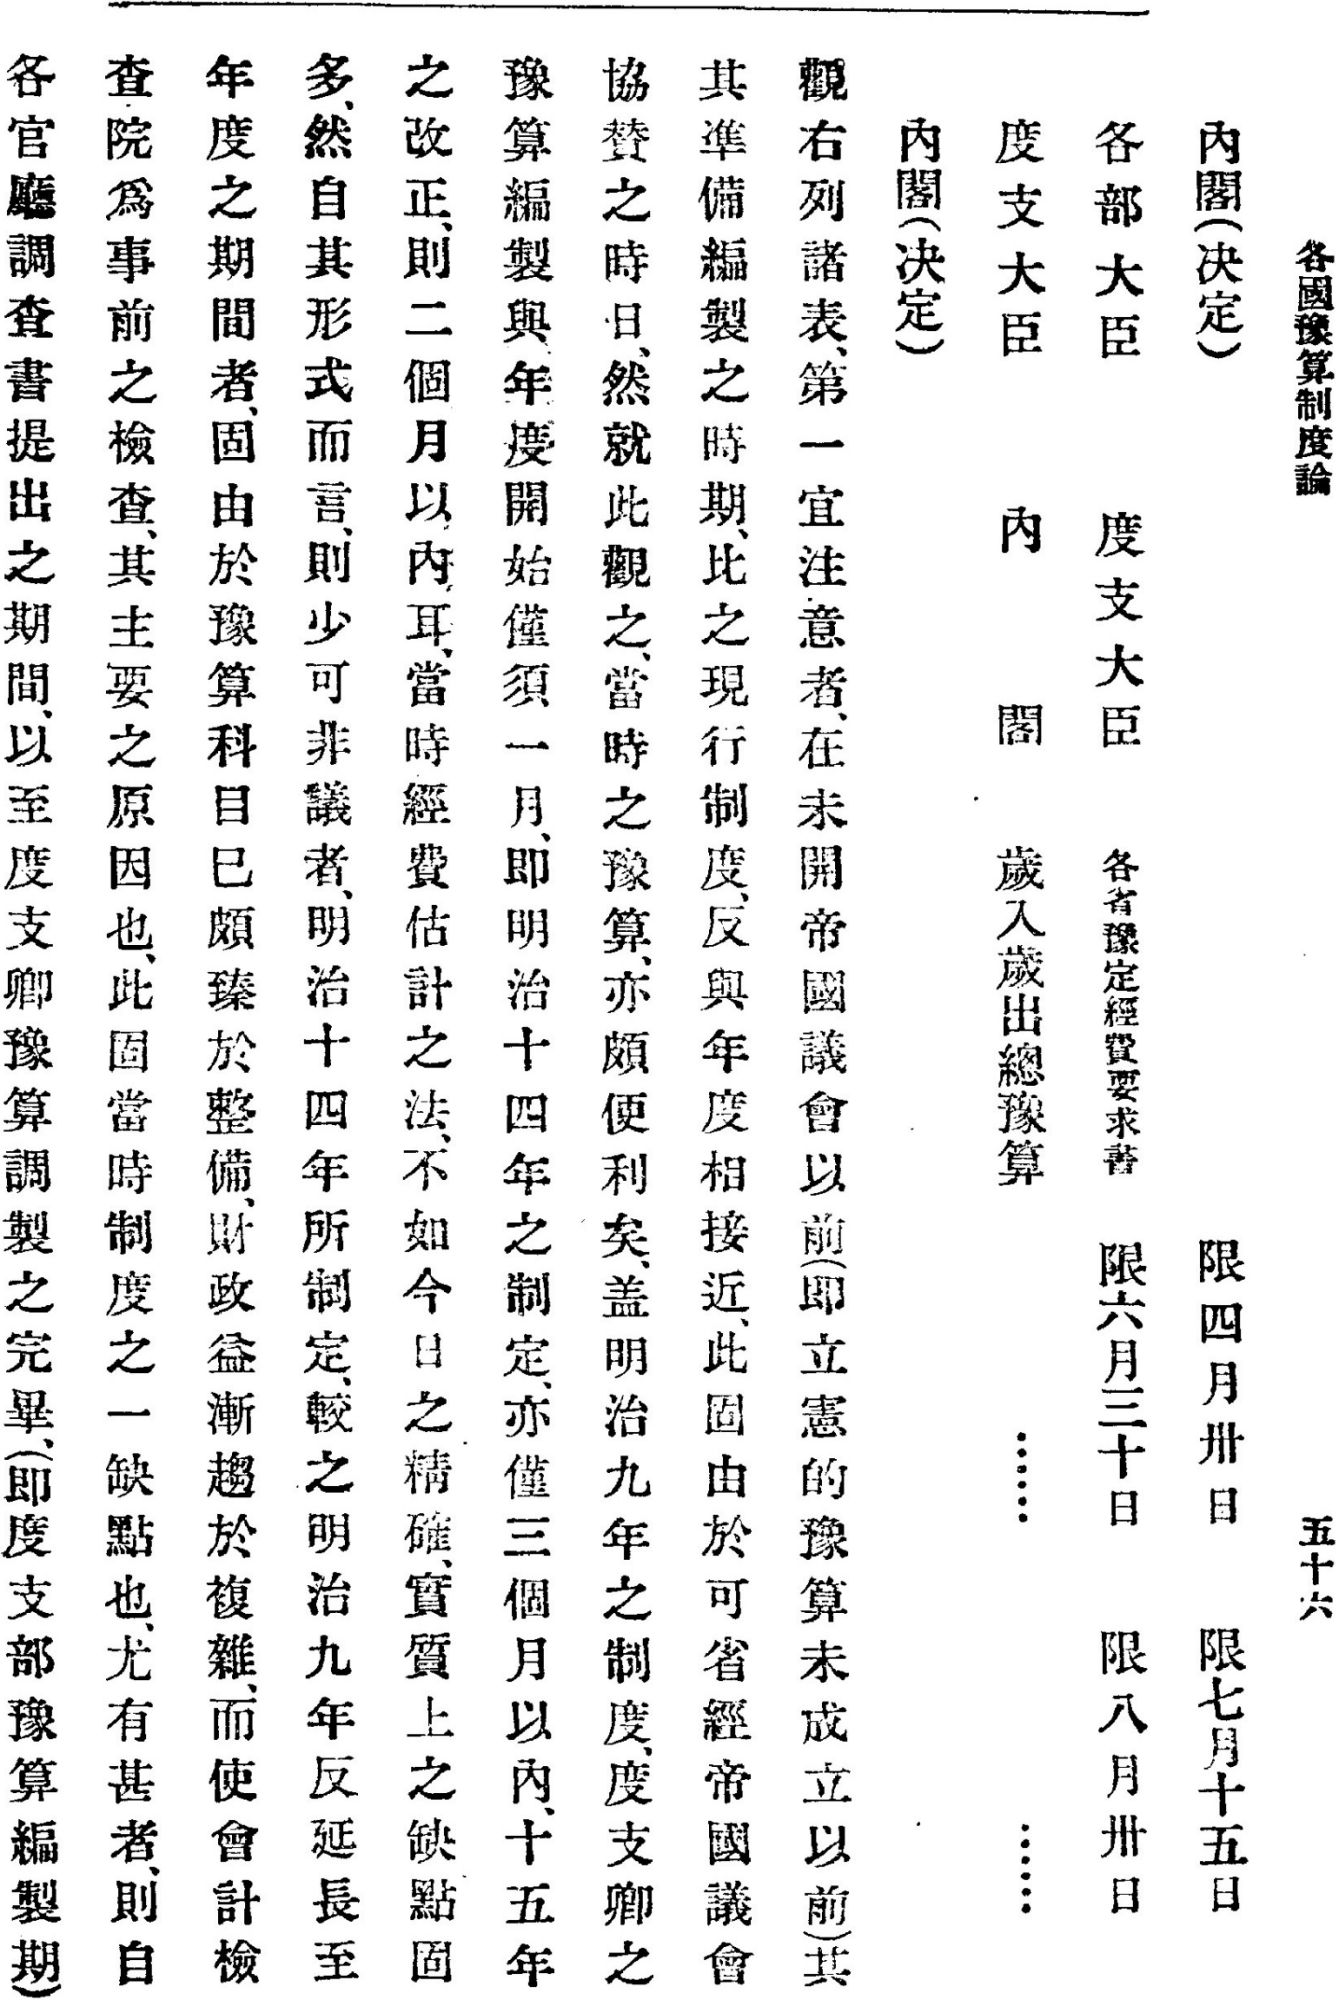 各國豫算制度論
五十六
內閣(决定) 限四月卅日 限七月十五日
各部大臣 度支大臣 各省豫定經費要求書 限六月三十日 限八月卅日
度支大臣 內閣 歲入歲出總豫算 …… ……
內閣(决定)
觀右列諸表、第一宜注意者、在未開帝國議會以前(即立憲的豫算未成立以前)其
其準備編製之時期、比之現行制度、反與年度相接近、此固由於可省經帝國議會
協贊之時日、然就此觀之、當時之豫算、亦頗便利矣、盖明治九年之制度、度支卿之
豫算編製與年度開始僅須一月、即明治十四年之制定、亦僅三個月以內、十五年
之改正、則二個月以內耳、當時經費估計之法、不如今日之精確、實質上之缺點固
多、然自其形式而言、則少可非議者、明治十四年所制定、較之明治九年反延長至
年度之期間者、固由於豫算科目已頗臻於整備、財政益漸趨於複雜、而使會計檢
查院爲事前之檢查、其主要之原因也、此固當時制度之一缺點也、尤有甚者、則自
各官廳調查書提出之期間、以至度支卿豫算調製之完畢、(即度支部豫算編製期)